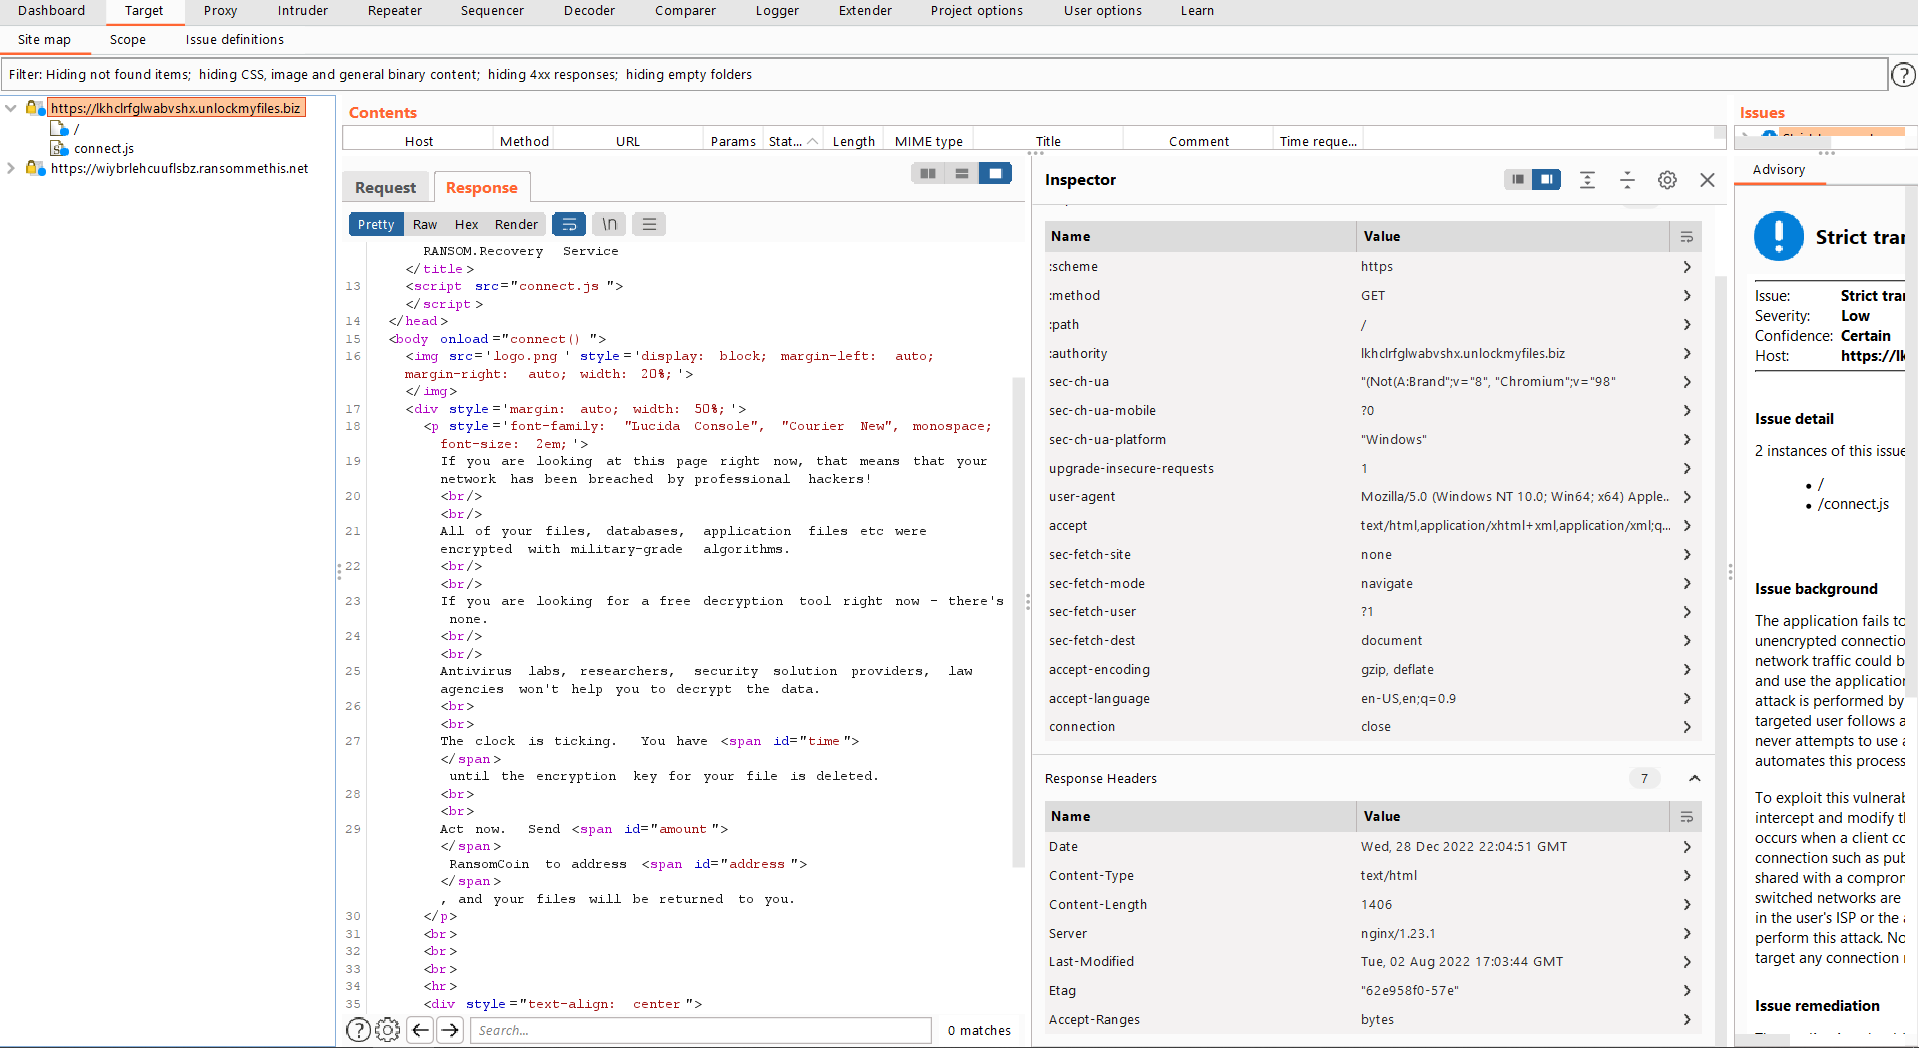 Dashboard Target Proxy Intruder Repeater Sequencer Decoder Comparer Logger Extender Project options User options Learn
Site map Scope Issue definitions
Filter: Hiding not found items; hiding CSS, image and general binary content; hiding 4xx responses; hiding empty folders
https://lkhclrfglwabvshx.unlockmyfiles.biz
/
connect.js
https://wiybrlehcuuflsbz.ransommethis.net
Contents
Host Method URL Params Stat... Length MIME type Title Comment Time reque...
Request Response
Pretty Raw Hex Render \n
RANSOM.Recovery Service
</title>
13 <script src="connect.js">
</script>
14 </head>
15 <body onload="connect()">
16 <img src='logo.png' style='display: block; margin-left: auto;
margin-right: auto; width: 20%;'>
</img>
17 <div style='margin: auto; width: 50%;'>
18 <p style='font-family: "Lucida Console", "Courier New", monospace;
font-size: 2em;'>
19 If you are looking at this page right now, that means that your
network has been breached by professional hackers!
20 <br/>
<br/>
21 All of your files, databases, application files etc were
encrypted with military-grade algorithms.
22 <br/>
<br/>
23 If you are looking for a free decryption tool right now - there's
none.
24 <br/>
<br/>
25 Antivirus labs, researchers, security solution providers, law
agencies won't help you to decrypt the data.
26 <br>
<br>
27 The clock is ticking. You have <span id="time">
</span>
until the encryption key for your file is deleted.
28 <br>
<br>
29 Act now. Send <span id="amount">
</span>
RansomCoin to address <span id="address">
</span>
, and your files will be returned to you.
30 </p>
31 <br>
32 <br>
33 <br>
34 <hr>
35 <div style="text-align: center">
Search... 0 matches
Inspector
Name Value
:scheme https
:method GET
:path /
:authority lkhclrfglwabvshx.unlockmyfiles.biz
sec-ch-ua "(Not(A:Brand";v="8", "Chromium";v="98"
sec-ch-ua-mobile ?0
sec-ch-ua-platform "Windows"
upgrade-insecure-requests 1
user-agent Mozilla/5.0 (Windows NT 10.0; Win64; x64) Apple..
accept text/html,application/xhtml+xml,application/xml;q...
sec-fetch-site none
sec-fetch-mode navigate
sec-fetch-user ?1
sec-fetch-dest document
accept-encoding gzip, deflate
accept-language en-US,en;q=0.9
connection close
Response Headers 7
Name Value
Date Wed, 28 Dec 2022 22:04:51 GMT
Content-Type text/html
Content-Length 1406
Server nginx/1.23.1
Last-Modified Tue, 02 Aug 2022 17:03:44 GMT
Etag "62e958f0-57e"
Accept-Ranges bytes
Issues
Advisory
Strict tran
Issue: Strict tran
Severity: Low
Confidence: Certain
Host: https://lk
Issue detail
2 instances of this issue
• /
• /connect.js
Issue background
The application fails to
unencrypted connectio
network traffic could b
and use the application
attack is performed by
targeted user follows a
never attempts to use a
automates this process
To exploit this vulnerab
intercept and modify th
occurs when a client co
connection such as pub
shared with a compron
switched networks are
in the user's ISP or the a
perform this attack. No
target any connection
Issue remediation